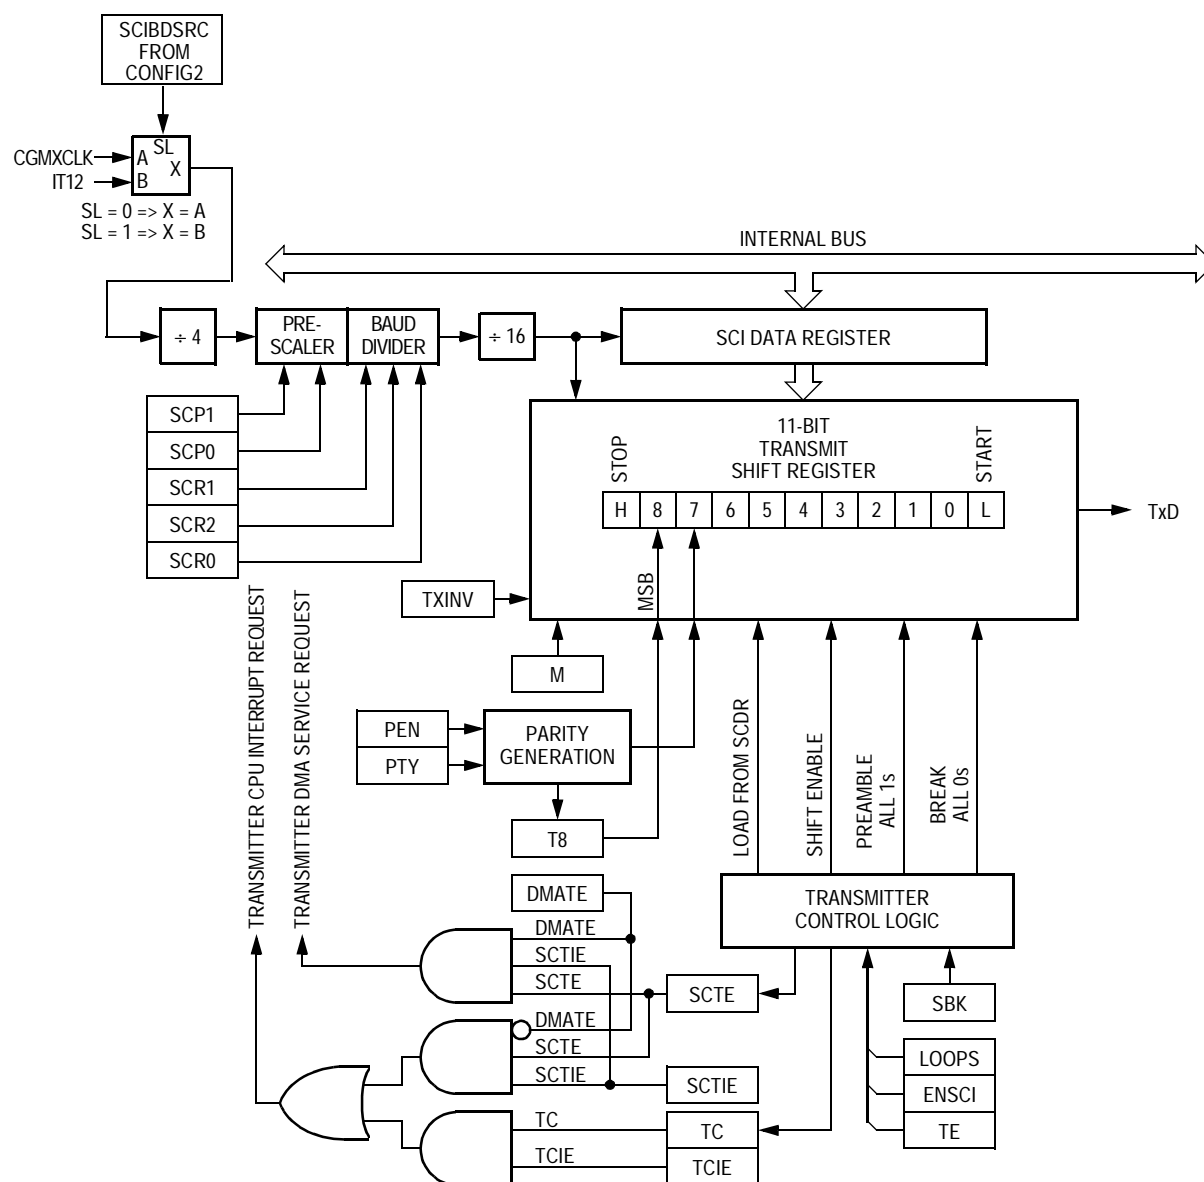 SCIBDSRC
FROM
CONFIG2
SL
CGMXCLK
A
X
IT12
B
SL = 0 => X = A
SL = 1 => X = B
INTERNAL BUS
÷ 4
PRE-
SCALER
BAUD
DIVIDER
÷ 16
SCI DATA REGISTER
SCP1
SCP0
SCR1
SCR2
SCR0
11-BIT
TRANSMIT
SHIFT REGISTER
STOP
START
H 8 7 6 5 4 3 2 1 0 L
TxD
MSB
TXINV
M
PEN
PTY
PARITY
GENERATION
T8
TRANSMITTER CPU INTERRUPT REQUEST
TRANSMITTER DMA SERVICE REQUEST
LOAD FROM SCDR
SHIFT ENABLE
PREAMBLE
ALL 1s
BREAK
ALL 0s
TRANSMITTER
CONTROL LOGIC
DMATE
DMATE
SCTIE
SCTE
SCTE
SBK
DMATE
SCTE
SCTIE
SCTIE
LOOPS
ENSCI
TE
TC
TC
TCIE
TCIE